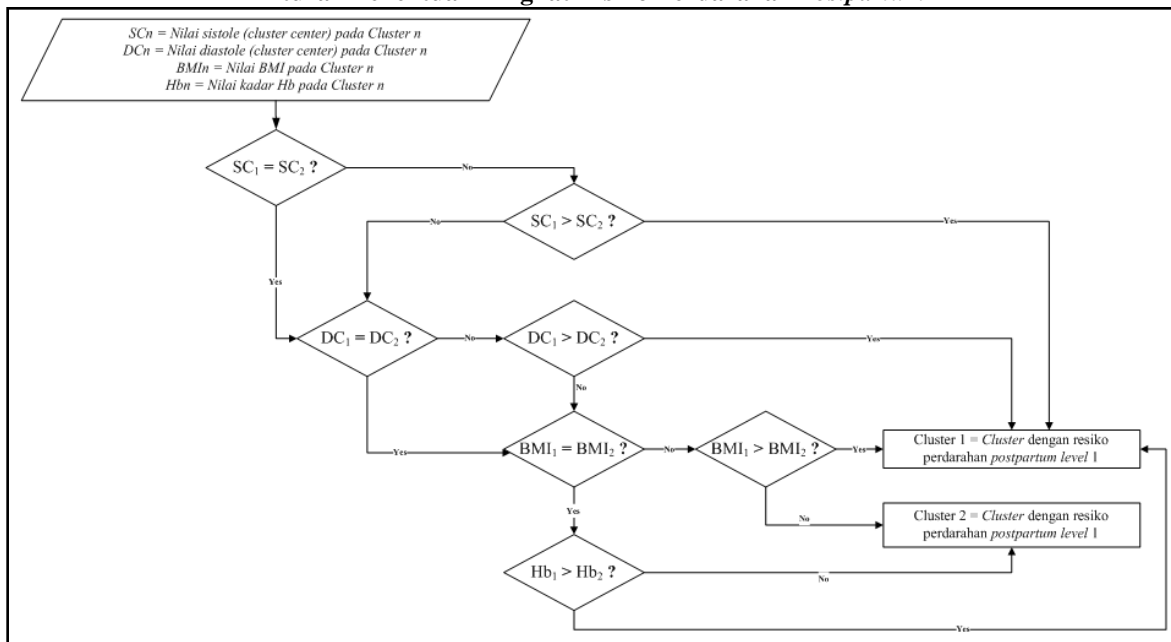 SCn = Nilai sistole (cluster center) pada Cluster n
DCn = Nilai diastole (cluster center) pada Cluster n
BMIn = Nilai BMI pada Cluster n
Hbn = Nilai kadar Hb pada Cluster n
SC₁ = SC₂ ?
No
SC₁ > SC₂ ?
No
Yes
Yes
DC₁ = DC₂ ?
No
DC₁ > DC₂ ?
Yes
No
Yes
BMI₁ = BMI₂ ?
No
BMI₁ > BMI₂ ?
Yes
Cluster 1 = Cluster dengan resiko
perdarahan postpartum level 1
Yes
No
Cluster 2 = Cluster dengan resiko
perdarahan postpartum level 1
Hb₁ > Hb₂ ?
No
Yes